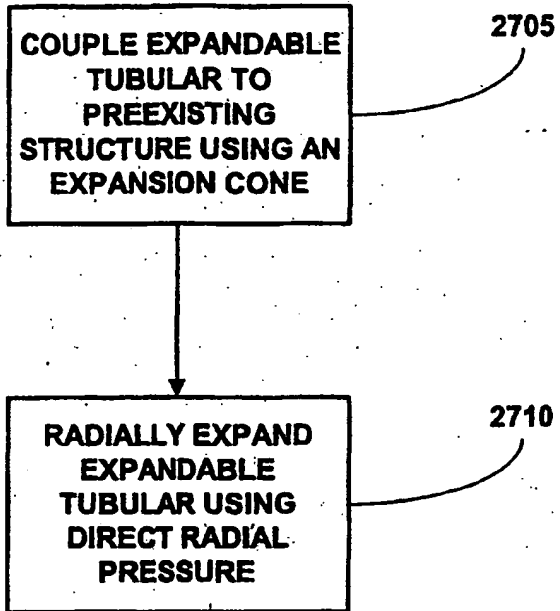 COUPLE EXPANDABLE
TUBULAR TO
PREEXISTING
STRUCTURE USING AN
EXPANSION CONE
2705
RADIALLY EXPAND
EXPANDABLE
TUBULAR USING
DIRECT RADIAL
PRESSURE
2710